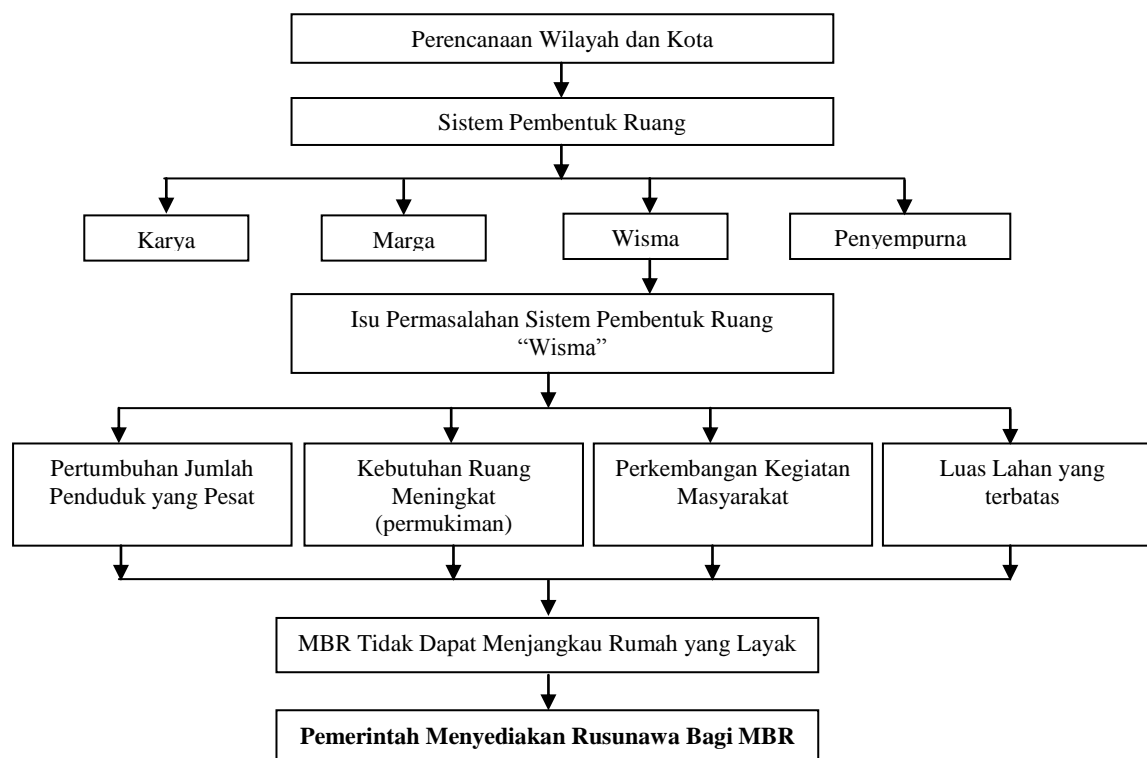 Perencanaan Wilayah dan Kota
Sistem Pembentuk Ruang
Karya
Marga
Wisma
Penyempurna
Isu Permasalahan Sistem Pembentuk Ruang
“Wisma”
Pertumbuhan Jumlah
Penduduk yang Pesat
Kebutuhan Ruang
Meningkat
(permukiman)
Perkembangan Kegiatan
Masyarakat
Luas Lahan yang
terbatas
MBR Tidak Dapat Menjangkau Rumah yang Layak
Pemerintah Menyediakan Rusunawa Bagi MBR